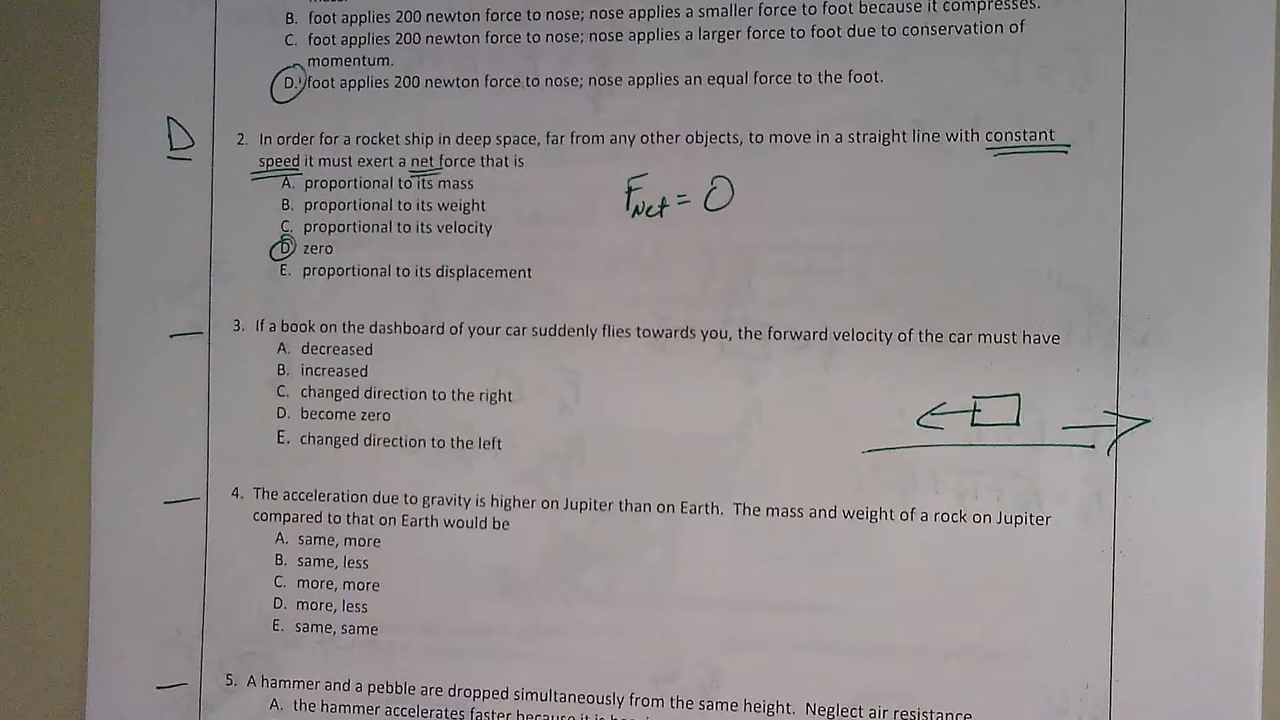 B. foot applies 200 newton force to nose; nose applies a smaller force to foot because it compresses.
C. foot applies 200 newton force to nose; nose applies a larger force to foot due to conservation of
momentum.
D. foot applies 200 newton force to nose; nose applies an equal force to the foot.
D
2. In order for a rocket ship in deep space, far from any other objects, to move in a straight line with constant
speed it must exert a net force that is
A. proportional to its mass
B. proportional to its weight
C. proportional to its velocity
D zero
E. proportional to its displacement
FNet = 0
3. If a book on the dashboard of your car suddenly flies towards you, the forward velocity of the car must have
A. decreased
B. increased
C. changed direction to the right
D. become zero
E. changed direction to the left
4. The acceleration due to gravity is higher on Jupiter than on Earth. The mass and weight of a rock on Jupiter
compared to that on Earth would be
A. same, more
B. same, less
C. more, more
D. more, less
E. same, same
5. A hammer and a pebble are dropped simultaneously from the same height. Neglect air resistance
A. the hammer accelerates faster because it is